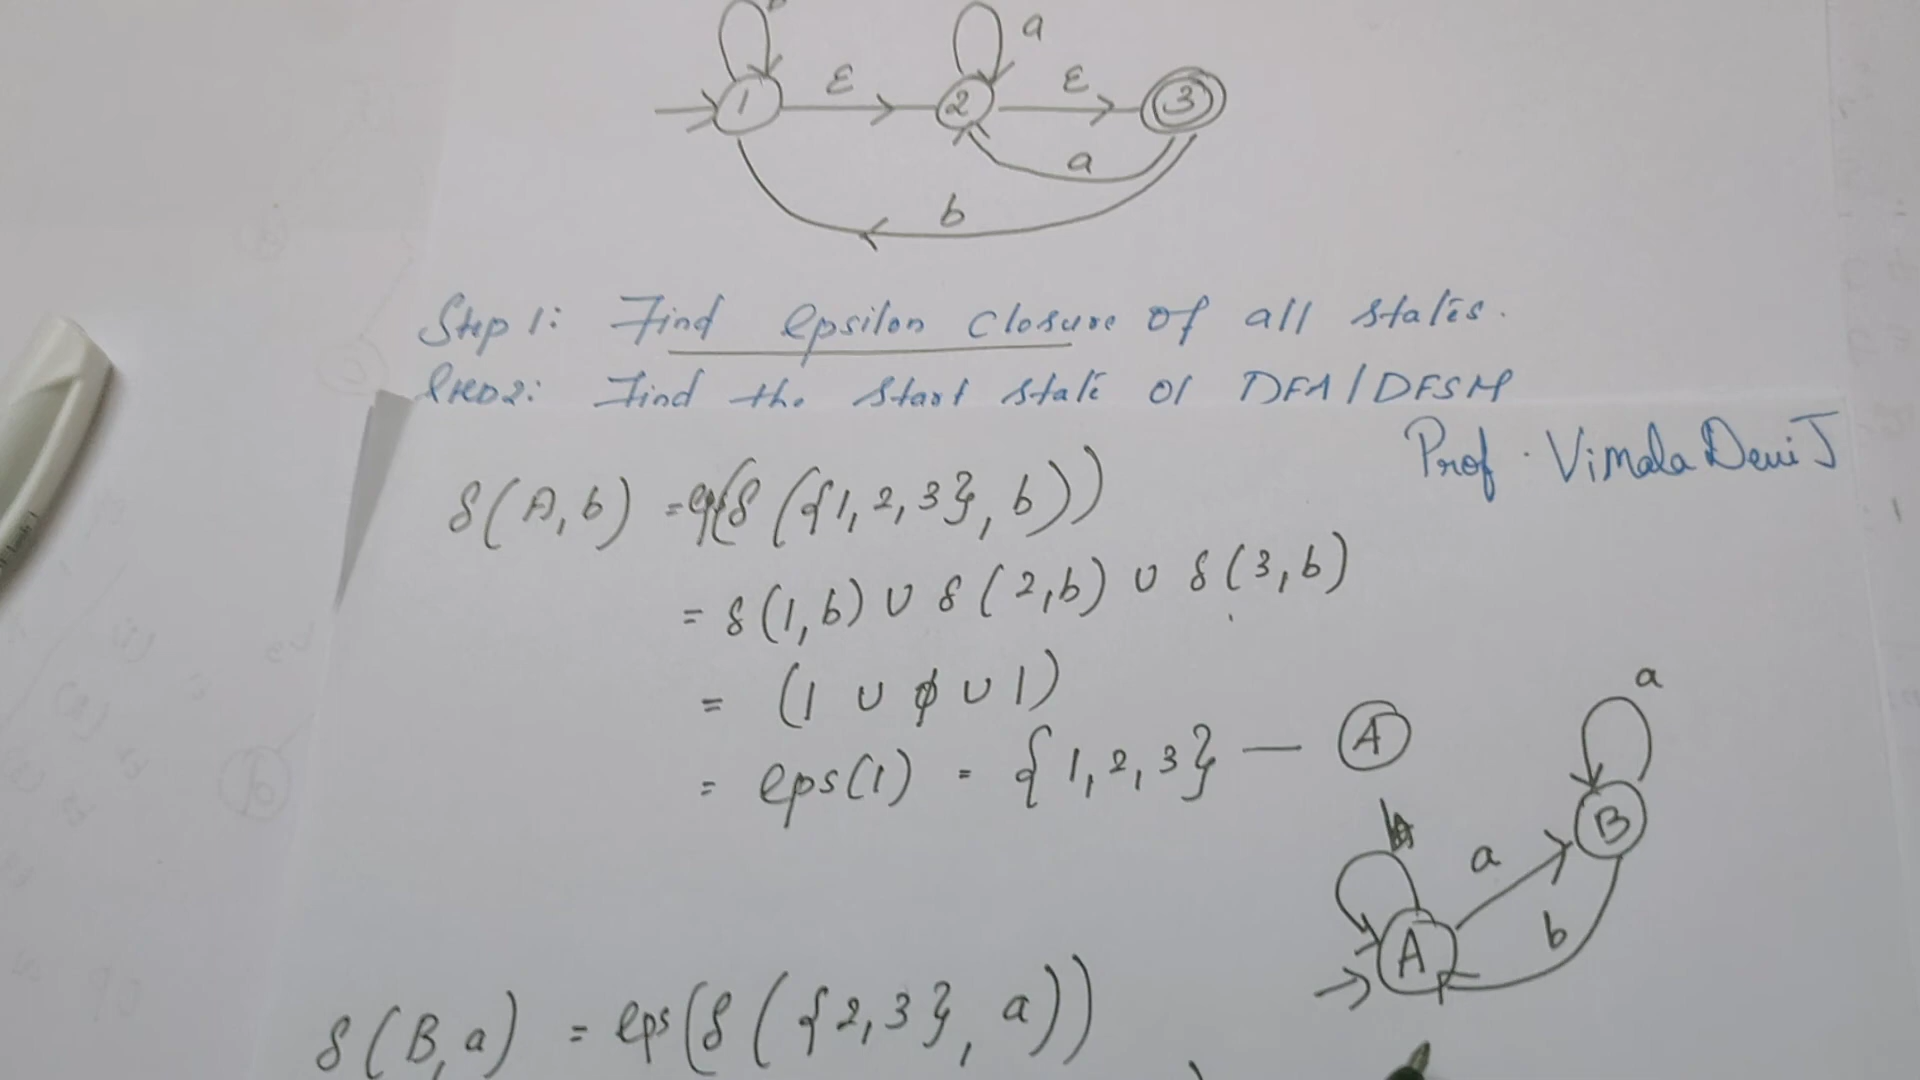 ε a ε
1 2 3
a
b
Step 1: Find epsilon closure of all states.
Step 2: Find the start state of DFA/DFSM
Prof. Vimala Devi J
δ(A,b) = eps(δ({1,2,3},b))
= δ(1,b) ∪ δ(2,b) ∪ δ(3,b)
= (1 ∪ ϕ ∪ 1)
= eps(1) = {1,2,3} — A
a
B
b a
A b
δ(B,a) = eps(δ({2,3},a))